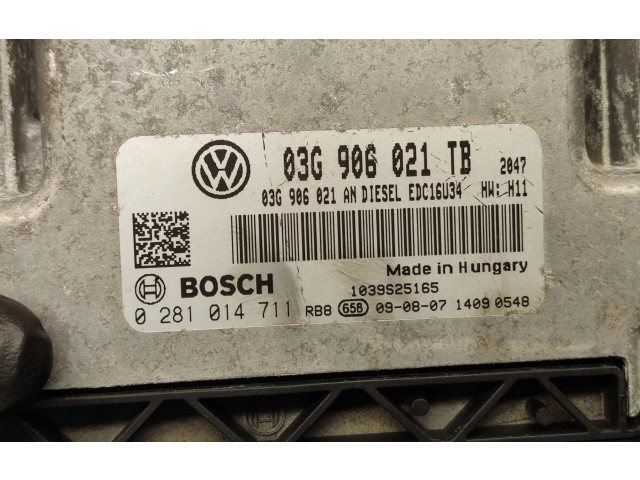 03G 906 021 TB 2047
03G 906 021 AN DIESEL EDC16U34 HW: H11
Made in Hungary
BOSCH 1039S25165
0 281 014 711 RB8 65B 09-08-07 1409 0548